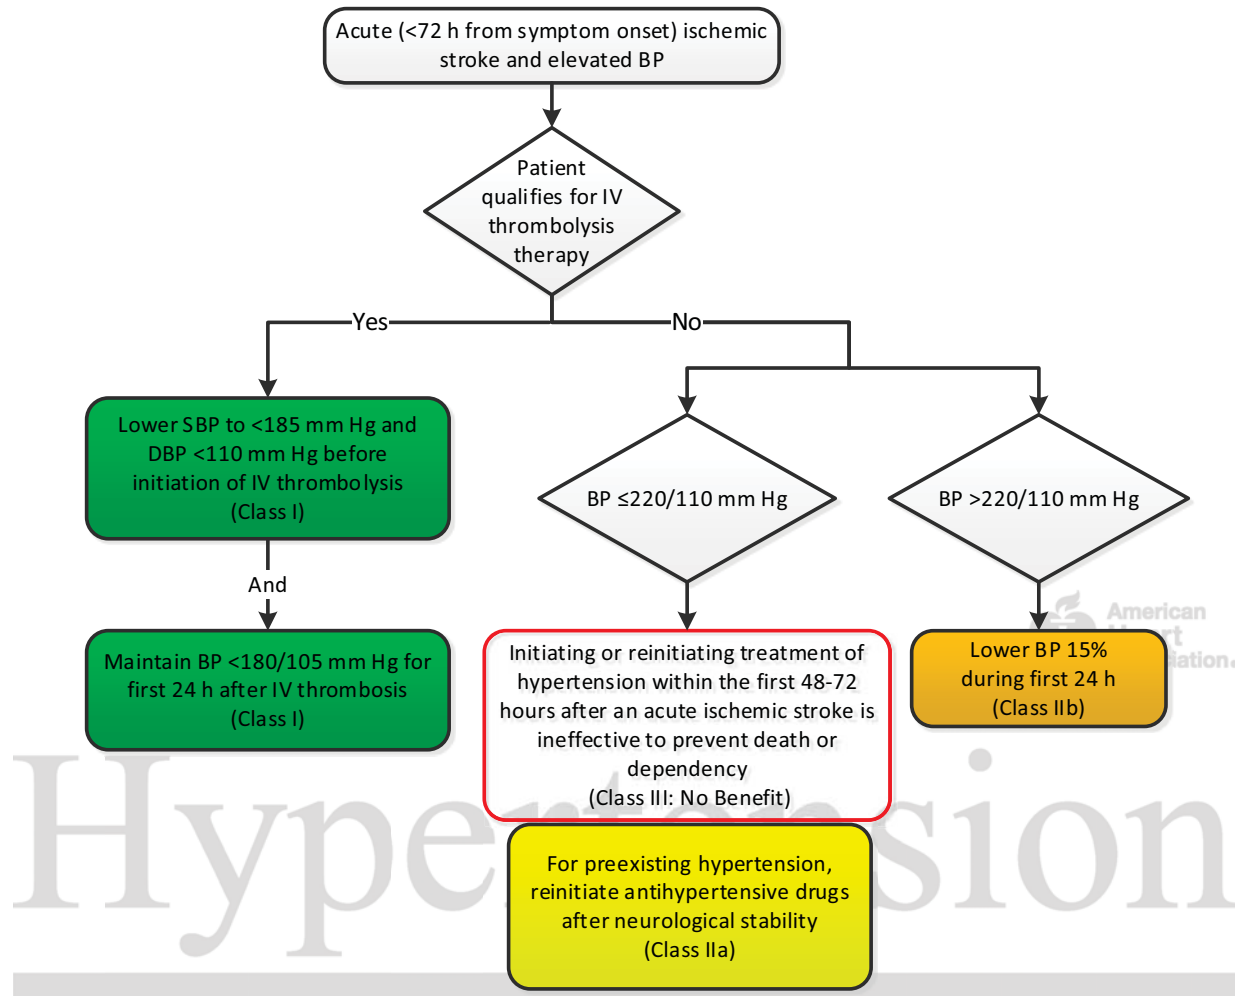 Acute (<72 h from symptom onset) ischemic
stroke and elevated BP
Patient
qualifies for IV
thrombolysis
therapy
Yes
No
Lower SBP to <185 mm Hg and
DBP <110 mm Hg before
initiation of IV thrombolysis
(Class I)
And
Maintain BP <180/105 mm Hg for
first 24 h after IV thrombosis
(Class I)
BP ≤220/110 mm Hg
Initiating or reinitiating treatment of
hypertension within the first 48-72
hours after an acute ischemic stroke is
ineffective to prevent death or
dependency
(Class III: No Benefit)
For preexisting hypertension,
reinitiate antihypertensive drugs
after neurological stability
(Class IIa)
BP >220/110 mm Hg
Lower BP 15%
during first 24 h
(Class IIb)
American